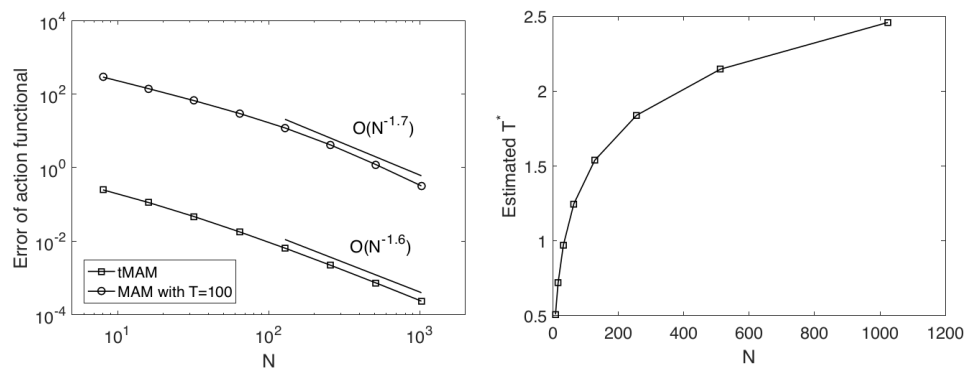 Error of action functional
10^4
10^2
10^0
10^-2
10^-4
O(N^-1.7)
O(N^-1.6)
tMAM
MAM with T=100
10^1
10^2
10^3
N
Estimated T^*
2.5
2
1.5
1
0.5
0
200
400
600
800
1000
1200
N